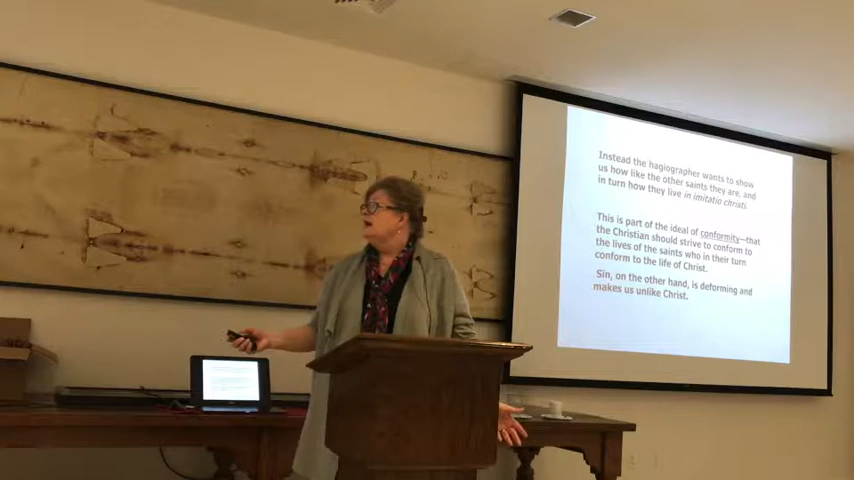 Instead the hagiographer wants to show
us how like the other saints they are, and
in turn how they live in imitatio christi.
This is part of the ideal of conformity—that
the Christian should strive to conform to
the lives of the saints who in their turn
conform to the life of Christ.
Sin, on the other hand, is deforming and
makes us unlike Christ.